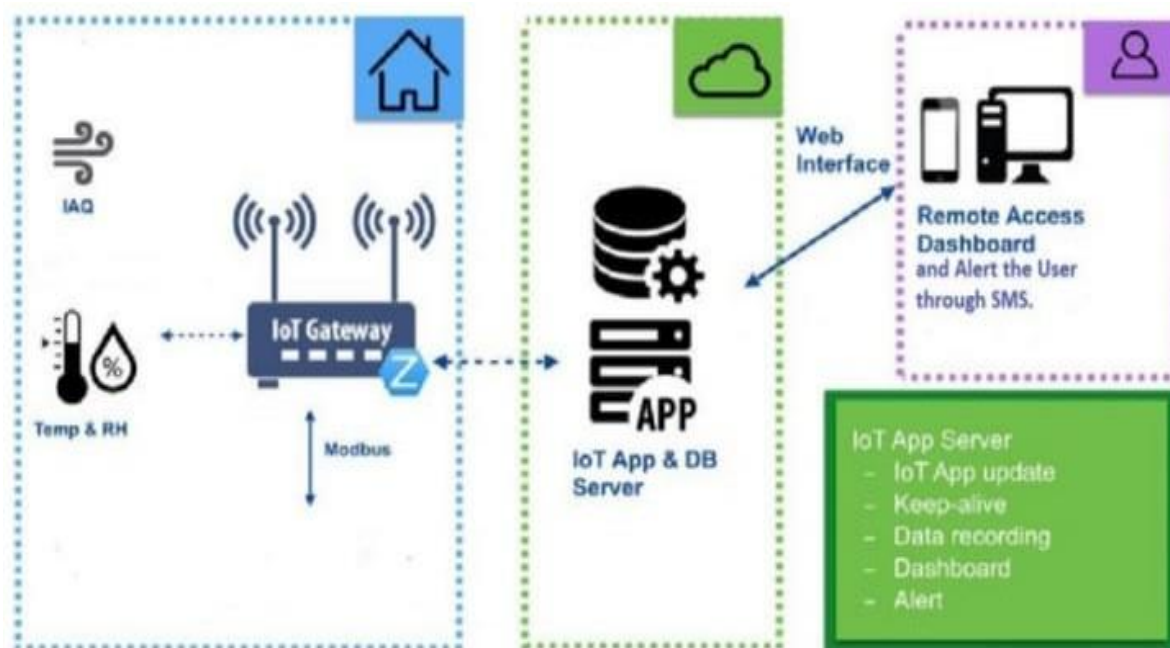 IAQ
Temp & RH
%
IoT Gateway
Z
Modbus
APP
IoT App & DB
Server
Web
Interface
Remote Access
Dashboard
and Alert the User
through SMS.
IoT App Server
- IoT App update
- Keep-alive
- Data recording
- Dashboard
- Alert